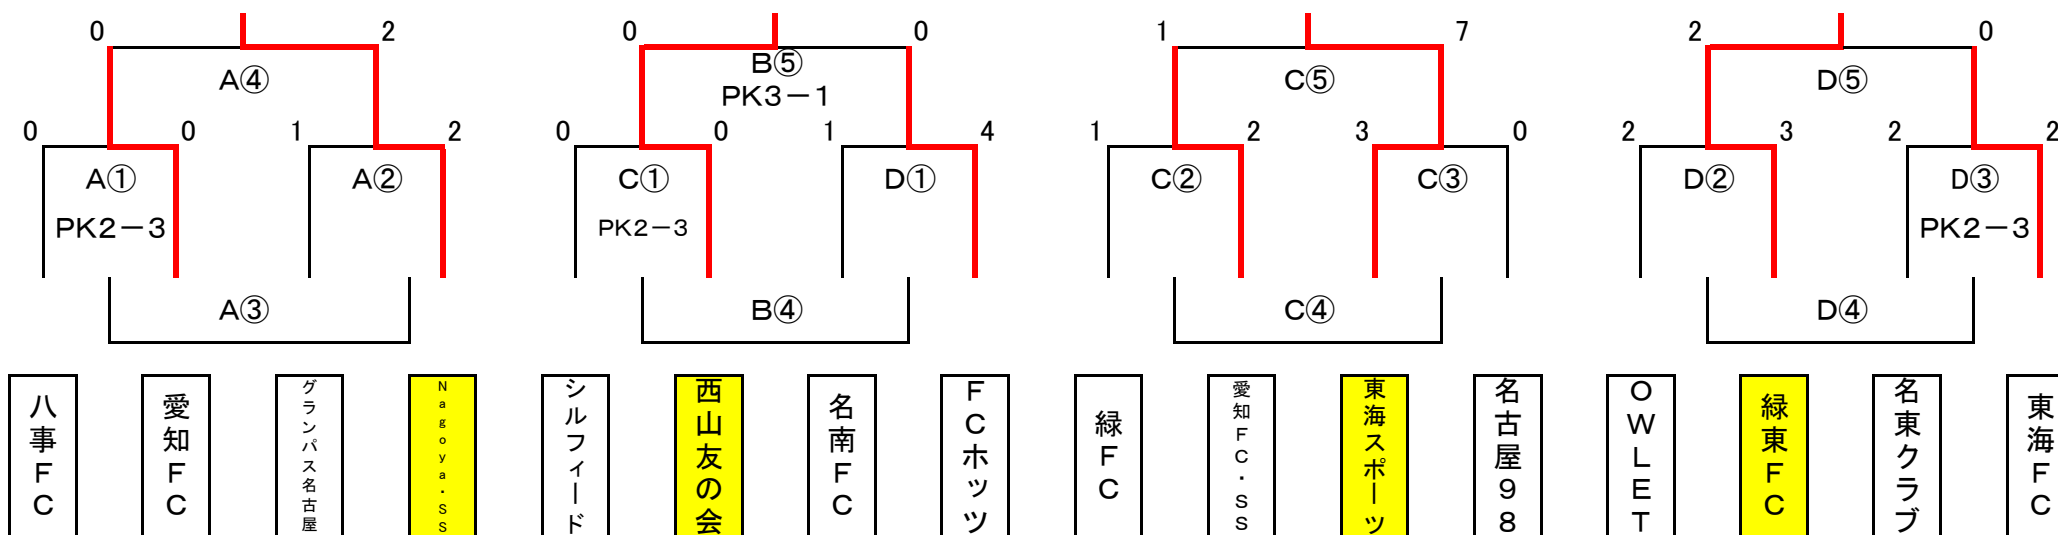 0 2 0 0 1 7 2 0
A④ B⑤ C⑤ D⑤
PK3－1
0 0 1 2 0 0 1 4 1 2 3 0 2 3 2 2
A① A② C① D① C② C③ D② D③
PK2－3 PK2－3 PK2－3
A③ B④ C④ D④
八事FC
愛知FC
グランパス名古屋
Nagoya・SS
シルフィード
西山友の会
名南FC
FCホッツ
緑FC
愛知FC・SS
東海スポーツ
名古屋98
OWLET
緑東FC
名東クラブ
東海FC